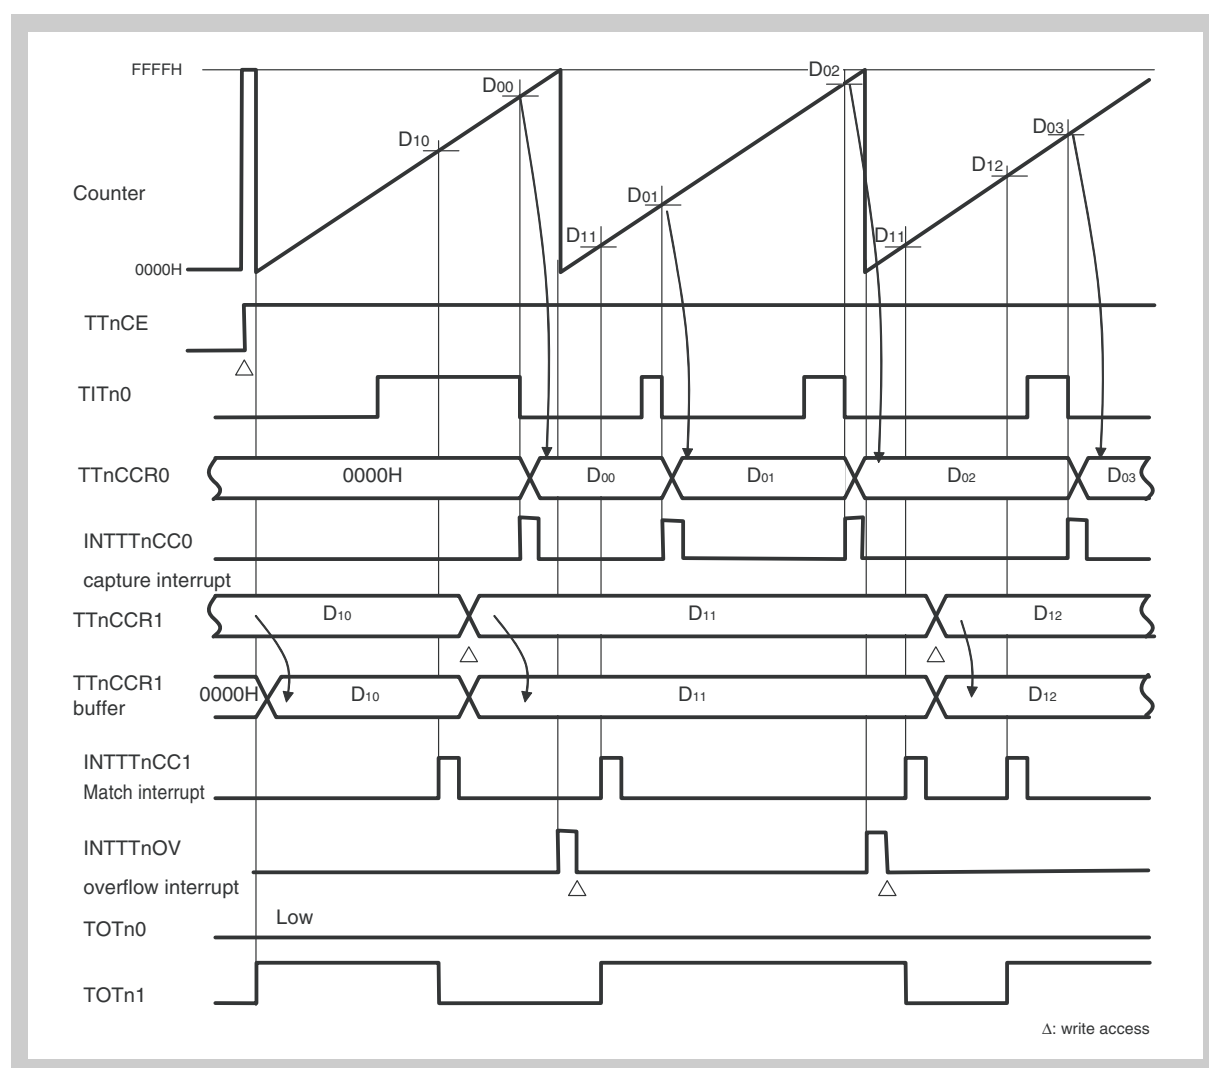 FFFFH
D02
D00
D03
D10
D12
Counter
D01
D11
D11
0000H
TTnCE
Δ
TITn0
TTnCCR0
0000H
D00
D01
D02
D03
INTTTnCC0
capture interrupt
TTnCCR1
D10
D11
D12
Δ
Δ
TTnCCR1
buffer
0000H
D10
D11
D12
INTTTnCC1
Match interrupt
INTTTnOV
overflow interrupt
Δ
Δ
TOTn0
Low
TOTn1
Δ: write access